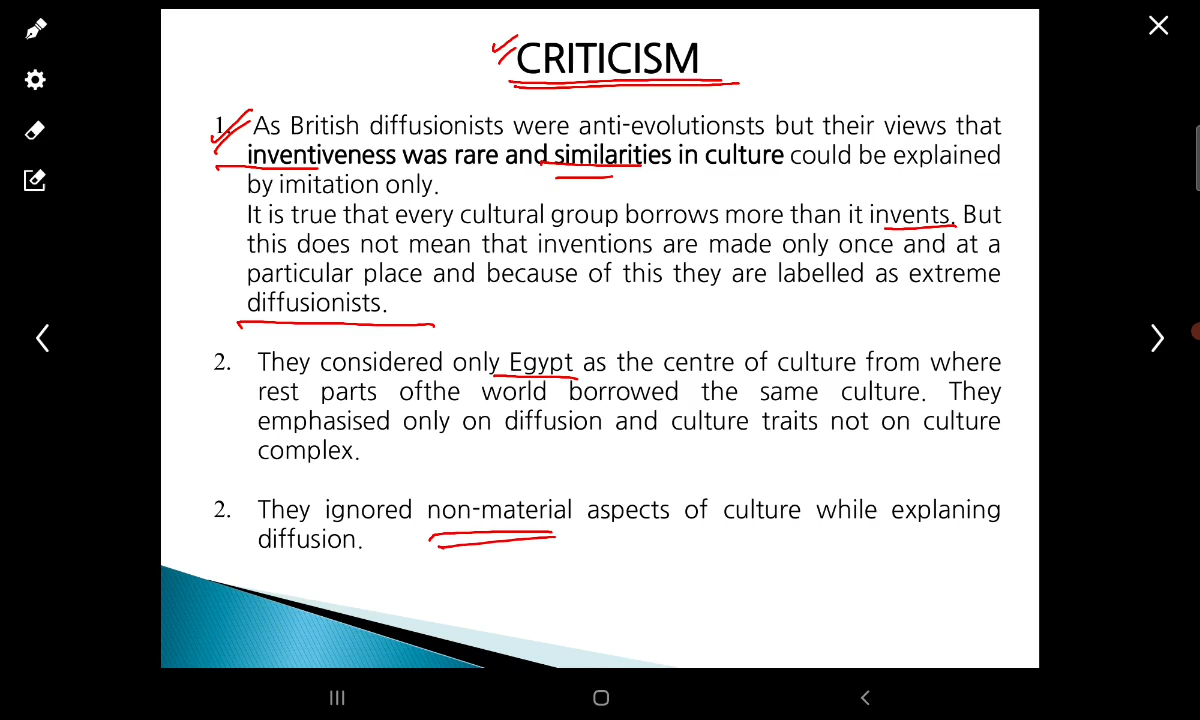 CRITICISM
1. As British diffusionists were anti-evolutionsts but their views that
inventiveness was rare and similarities in culture could be explained
by imitation only.
It is true that every cultural group borrows more than it invents. But
this does not mean that inventions are made only once and at a
particular place and because of this they are labelled as extreme
diffusionists.
2. They considered only Egypt as the centre of culture from where
rest parts ofthe world borrowed the same culture. They
emphasised only on diffusion and culture traits not on culture
complex.
2. They ignored non-material aspects of culture while explaning
diffusion.